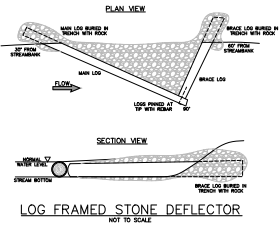 PLAN VIEW
MAIN LOG BURIED IN
TRENCH WITH ROCK
BRACE LOG BURIED IN
TRENCH WITH ROCK
30° FROM
STREAMBANK
60° FROM
STREAMBANK
MAIN LOG
BRACE LOG
FLOW
LOGS PINNED AT
TIP WITH REBAR
90°
SECTION VIEW
NORMAL
WATER LEVEL
STREAM BOTTOM
BRACE LOG BURIED IN
TRENCH WITH ROCK
LOG FRAMED STONE DEFLECTOR
NOT TO SCALE